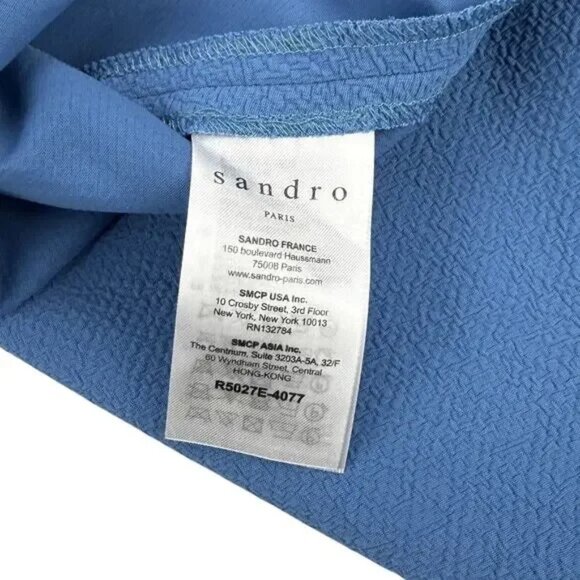 sandro
PARIS
SANDRO FRANCE
150 boulevard Haussmann
75008 Paris
www.sandro-paris.com
SMCP USA Inc.
10 Crosby Street, 3rd Floor
New York, New York 10013
RN132784
SMCP ASIA Inc.
The Centrium, Suite 3203A-5A, 32/F
60 Wyndham Street, Central
HONG-KONG
R5027E-4077